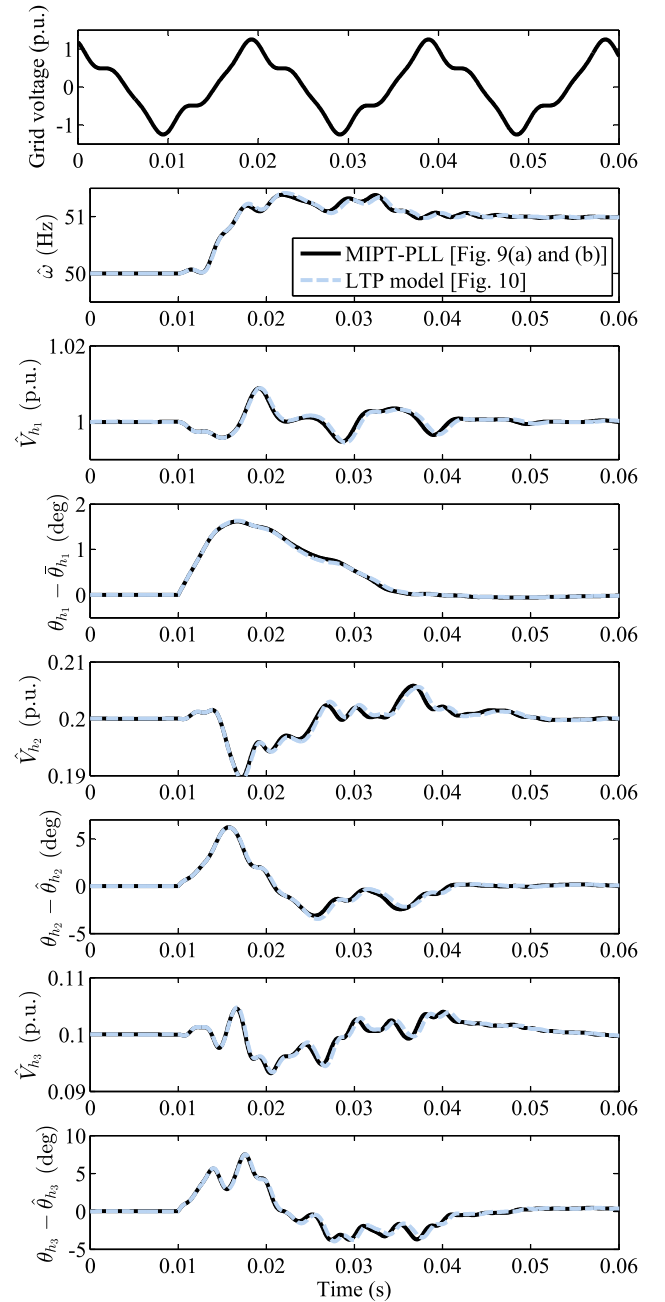 Grid voltage (p.u.)
1
0
-1
0 0.01 0.02 0.03 0.04 0.05 0.06
ω̂ (Hz)
51
50
MIPT-PLL [Fig. 9(a) and (b)]
LTP model [Fig. 10]
0 0.01 0.02 0.03 0.04 0.05 0.06
V̂h₁ (p.u.)
1.02
1
0 0.01 0.02 0.03 0.04 0.05 0.06
θh₁ − θ̄h₁ (deg)
2
1
0
0 0.01 0.02 0.03 0.04 0.05 0.06
V̂h₂ (p.u.)
0.21
0.2
0.19
0 0.01 0.02 0.03 0.04 0.05 0.06
θh₂ − θ̂h₂ (deg)
5
0
-5
0 0.01 0.02 0.03 0.04 0.05 0.06
V̂h₃ (p.u.)
0.11
0.1
0.09
0 0.01 0.02 0.03 0.04 0.05 0.06
θh₃ − θ̂h₃ (deg)
10
5
0
-5
0 0.01 0.02 0.03 0.04 0.05 0.06
Time (s)